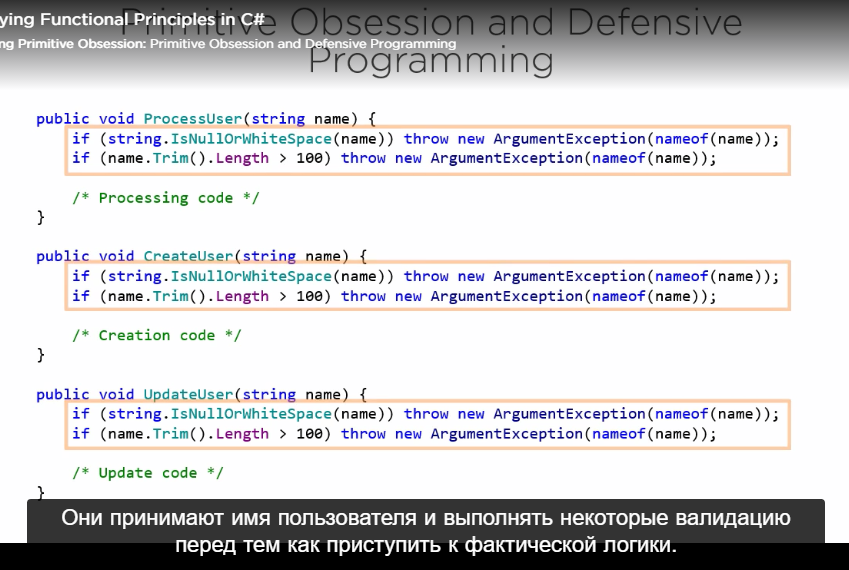 Primitive Obsession and Defensive
Programming
ying Functional Principles in C#
ng Primitive Obsession: Primitive Obsession and Defensive Programming
public void ProcessUser(string name) {
if (string.IsNullOrWhiteSpace(name)) throw new ArgumentException(nameof(name));
if (name.Trim().Length > 100) throw new ArgumentException(nameof(name));
/* Processing code */
}
public void CreateUser(string name) {
if (string.IsNullOrWhiteSpace(name)) throw new ArgumentException(nameof(name));
if (name.Trim().Length > 100) throw new ArgumentException(nameof(name));
/* Creation code */
}
public void UpdateUser(string name) {
if (string.IsNullOrWhiteSpace(name)) throw new ArgumentException(nameof(name));
if (name.Trim().Length > 100) throw new ArgumentException(nameof(name));
/* Update code */
}
Они принимают имя пользователя и выполнять некоторые валидацию
перед тем как приступить к фактической логики.